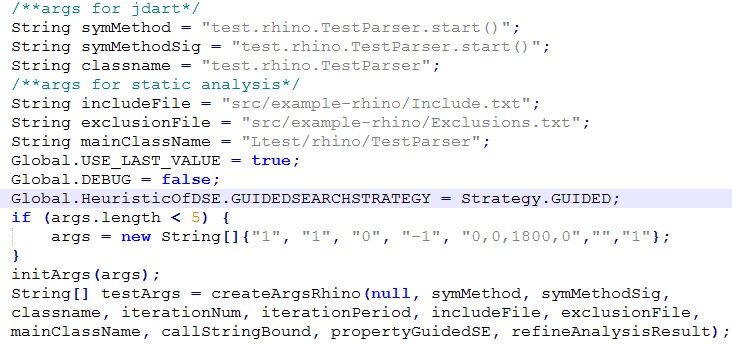 /**args for jdart*/
String symMethod = "test.rhino.TestParser.start()";
String symMethodSig = "test.rhino.TestParser.start()";
String classname = "test.rhino.TestParser";
/**args for static analysis*/
String includeFile = "src/example-rhino/Include.txt";
String exclusionFile = "src/example-rhino/Exclusions.txt";
String mainClassName = "Ltest/rhino/TestParser";
Global.USE_LAST_VALUE = true;
Global.DEBUG = false;
Global.HeuristicOfDSE.GUIDEDSEARCHSTRATEGY = Strategy.GUIDED;
if (args.length < 5) {
    args = new String[]{"1", "1", "0", "-1", "0,0,1800,0","","1"};
}
initArgs(args);
String[] testArgs = createArgsRhino(null, symMethod, symMethodSig,
classname, iterationNum, iterationPeriod, includeFile, exclusionFile,
mainClassName, callStringBound, propertyGuidedSE, refineAnalysisResult);